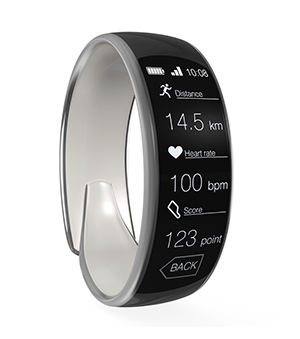 10:08
Distance
14.5 km
Heart rate
100 bpm
Score
123 point
BACK